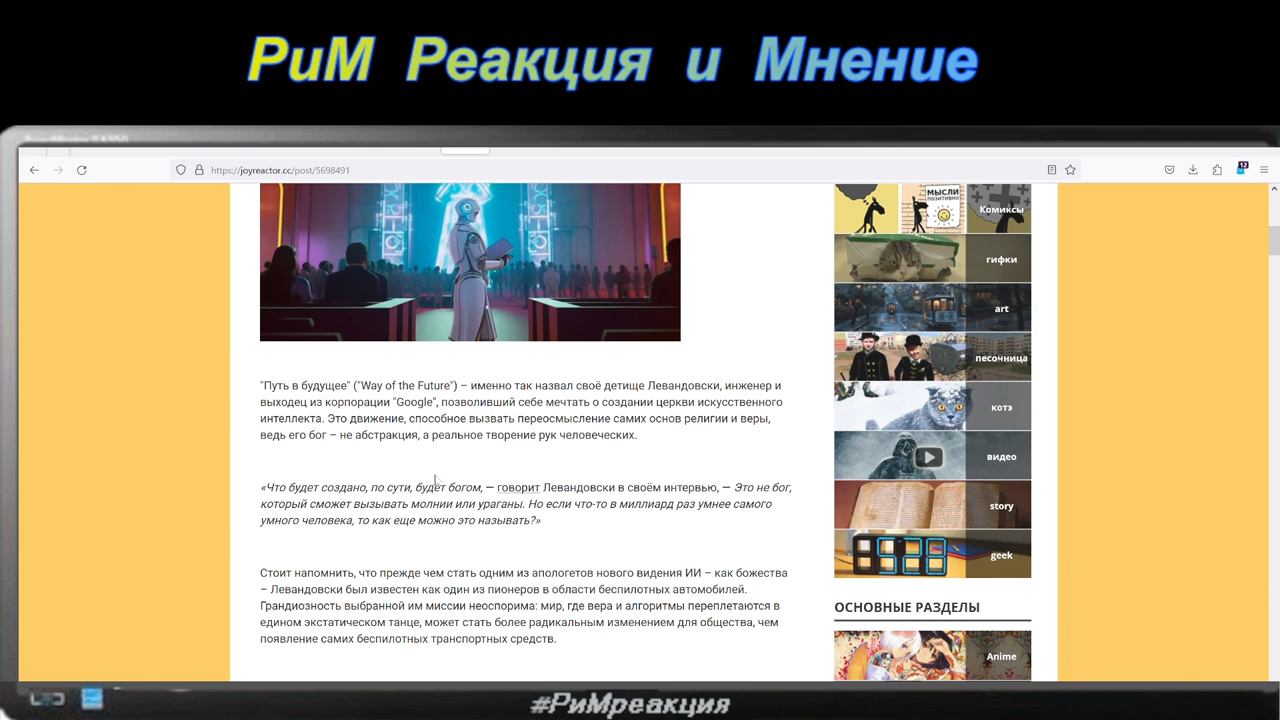 РиМ Реакция и Мнение
https://joyreactor.cc/post/5698491
12
МЫСЛИ
ПОЗИТИВНО
Комиксы
гифки
art
песочница
котэ
видео
story
geek
ОСНОВНЫЕ РАЗДЕЛЫ
Anime
"Путь в будущее" ("Way of the Future") – именно так назвал своё детище Левандовски, инженер и
выходец из корпорации "Google", позволивший себе мечтать о создании церкви искусственного
интеллекта. Это движение, способное вызвать переосмысление самих основ религии и веры,
ведь его бог – не абстракция, а реальное творение рук человеческих.
«Что будет создано, по сути, будет богом, — говорит Левандовски в своём интервью, — Это не бог,
который сможет вызывать молнии или ураганы. Но если что-то в миллиард раз умнее самого
умного человека, то как еще можно это называть?»
Стоит напомнить, что прежде чем стать одним из апологетов нового видения ИИ – как божества
– Левандовски был известен как один из пионеров в области беспилотных автомобилей.
Грандиозность выбранной им миссии неоспорима: мир, где вера и алгоритмы переплетаются в
едином экстатическом танце, может стать более радикальным изменением для общества, чем
появление самих беспилотных транспортных средств.
#РиМреакция